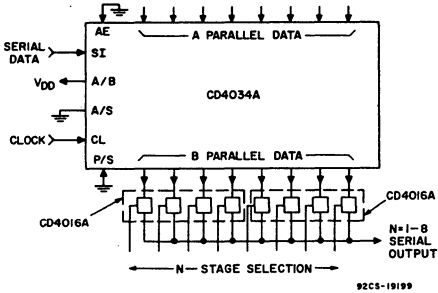 AE
A PARALLEL DATA
SERIAL
DATA
SI
VDD
A/B
CD4034A
A/S
CLOCK
CL
P/S
B PARALLEL DATA
CD4016A
CD4016A
N=1-8
SERIAL
OUTPUT
N-STAGE SELECTION
92CS-19199